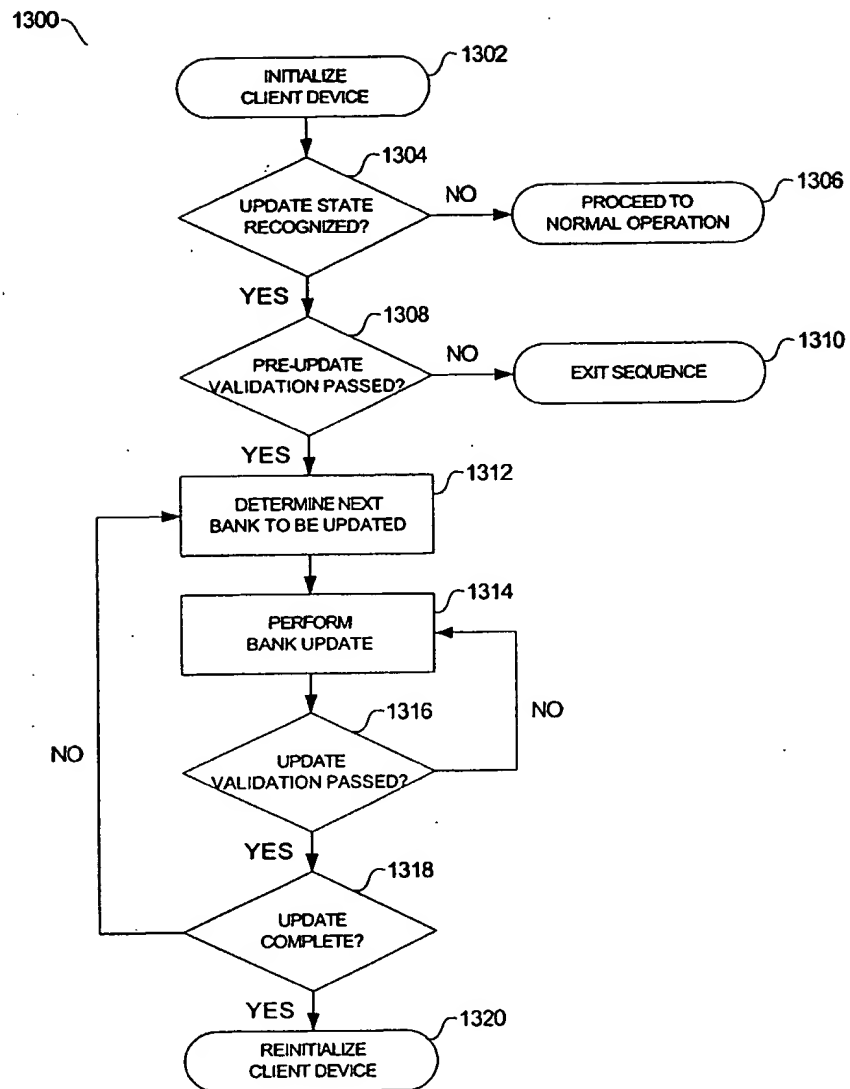 1300
INITIALIZE
CLIENT DEVICE
1302
1304
UPDATE STATE
RECOGNIZED?
NO
PROCEED TO
NORMAL OPERATION
1306
YES
1308
PRE-UPDATE
VALIDATION PASSED?
NO
EXIT SEQUENCE
1310
YES
1312
DETERMINE NEXT
BANK TO BE UPDATED
1314
PERFORM
BANK UPDATE
1316
UPDATE
VALIDATION PASSED?
NO
NO
YES
1318
UPDATE
COMPLETE?
YES
1320
REINITIALIZE
CLIENT DEVICE